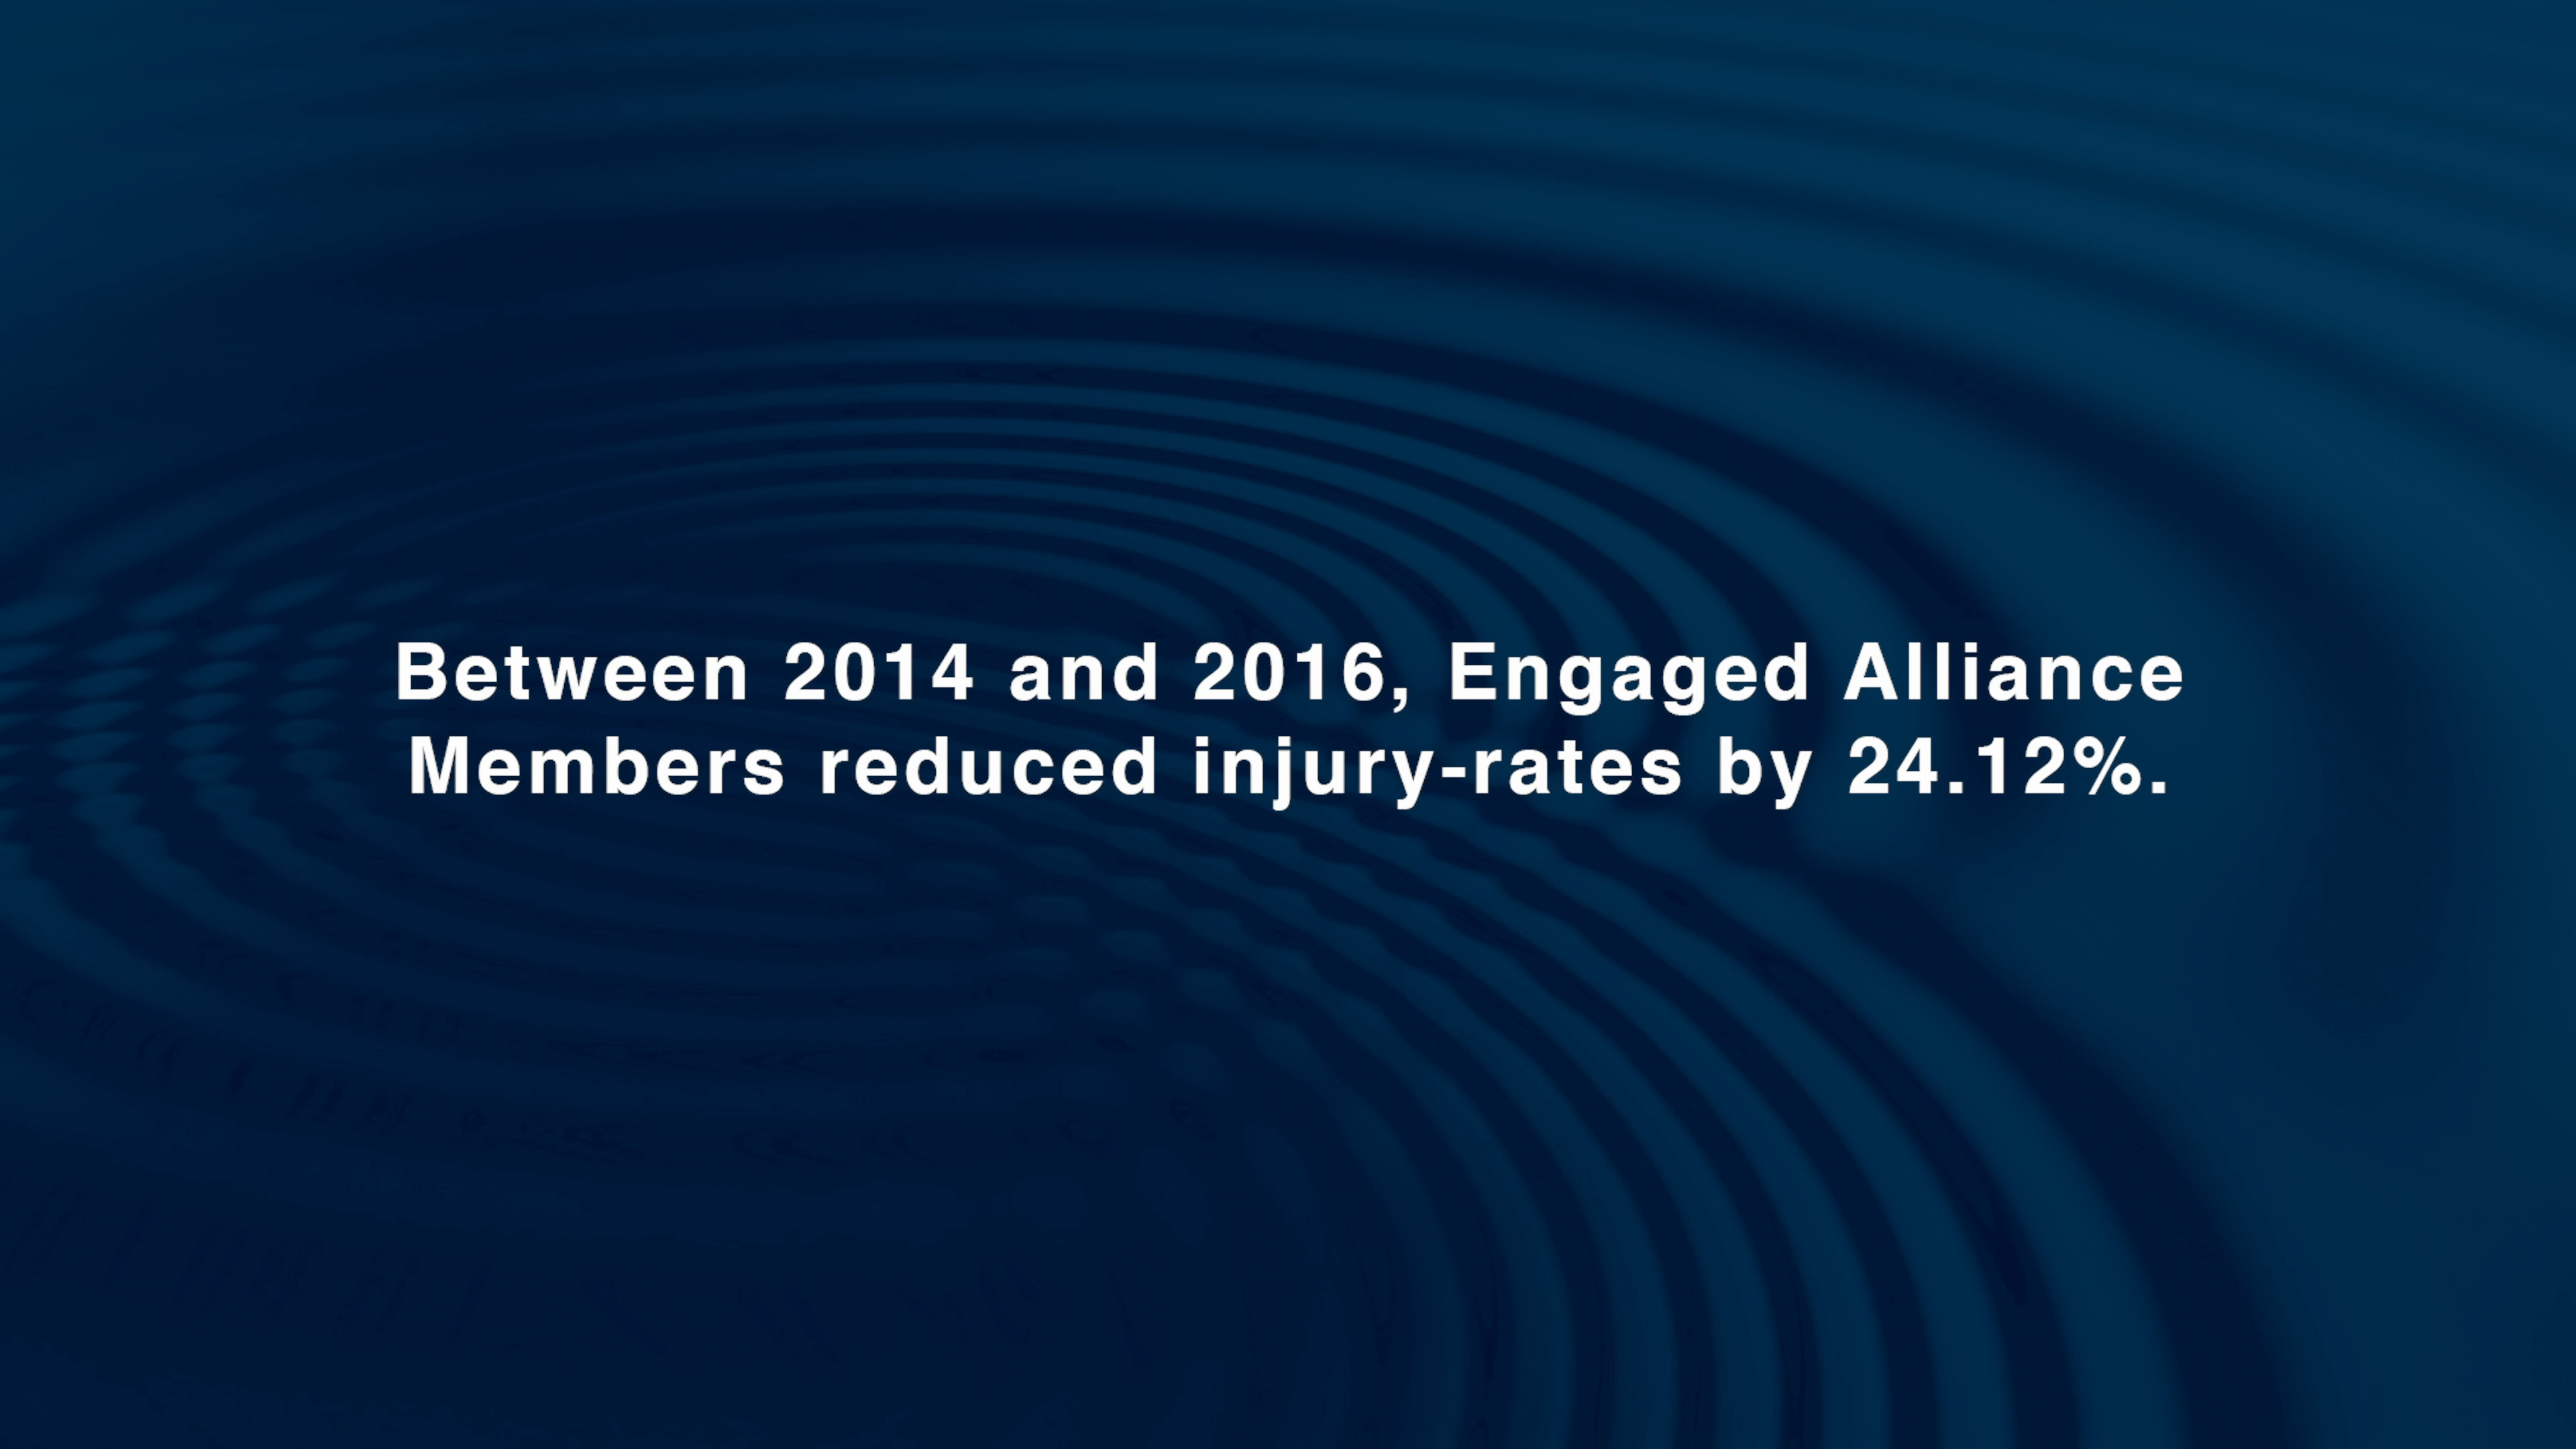 Between 2014 and 2016, Engaged Alliance
Members reduced injury-rates by 24.12%.